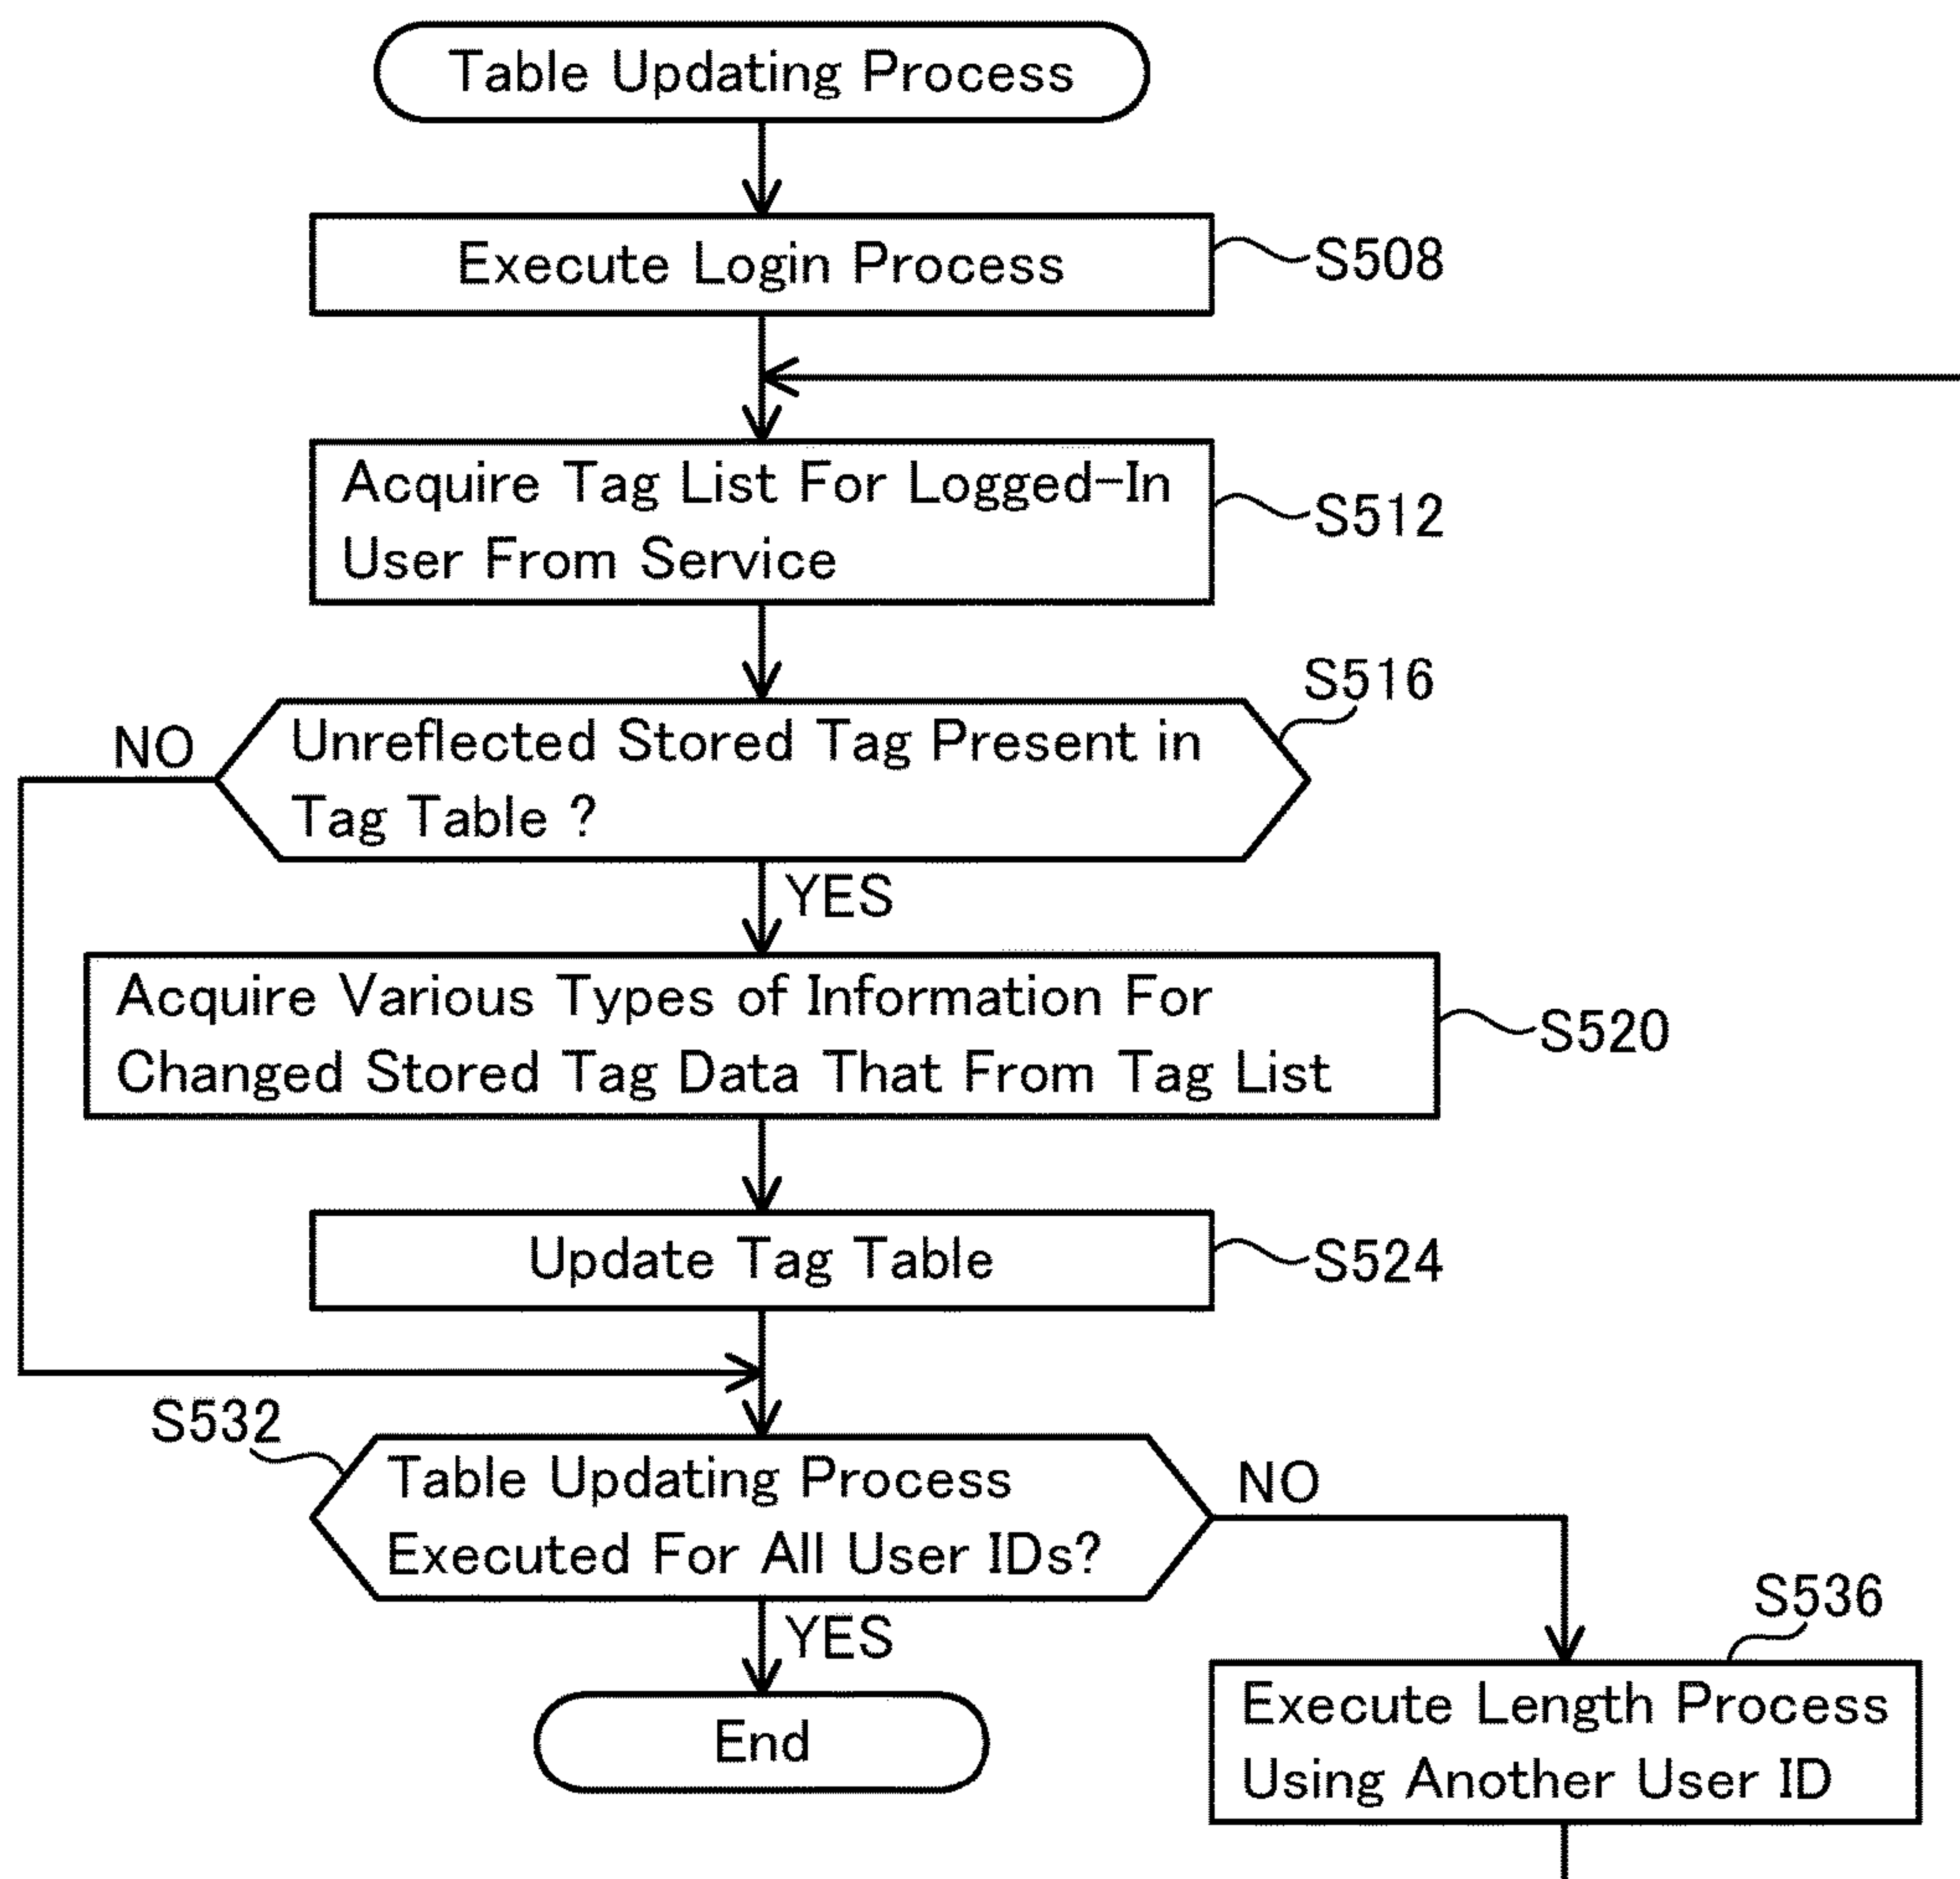 Table Updating Process
Execute Login Process
S508
Acquire Tag List For Logged-In
User From Service
S512
S516
NO
Unreflected Stored Tag Present in
Tag Table ?
YES
Acquire Various Types of Information For
Changed Stored Tag Data That From Tag List
S520
Update Tag Table
S524
S532
Table Updating Process
Executed For All User IDs?
NO
YES
S536
End
Execute Length Process
Using Another User ID